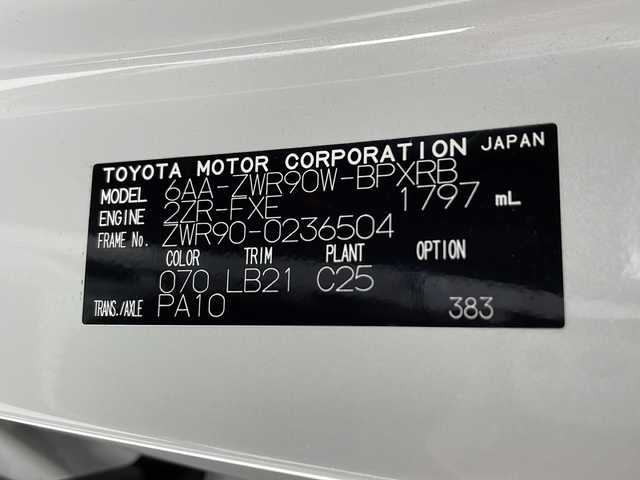 TOYOTA MOTOR CORPORATION JAPAN
MODEL 6AA-ZWR90W-BPXRB
ENGINE 2ZR-FXE 1797 mL
FRAME No. ZWR90-0236504
COLOR TRIM PLANT OPTION
070 LB21 C25
TRANS./AXLE PA10 383